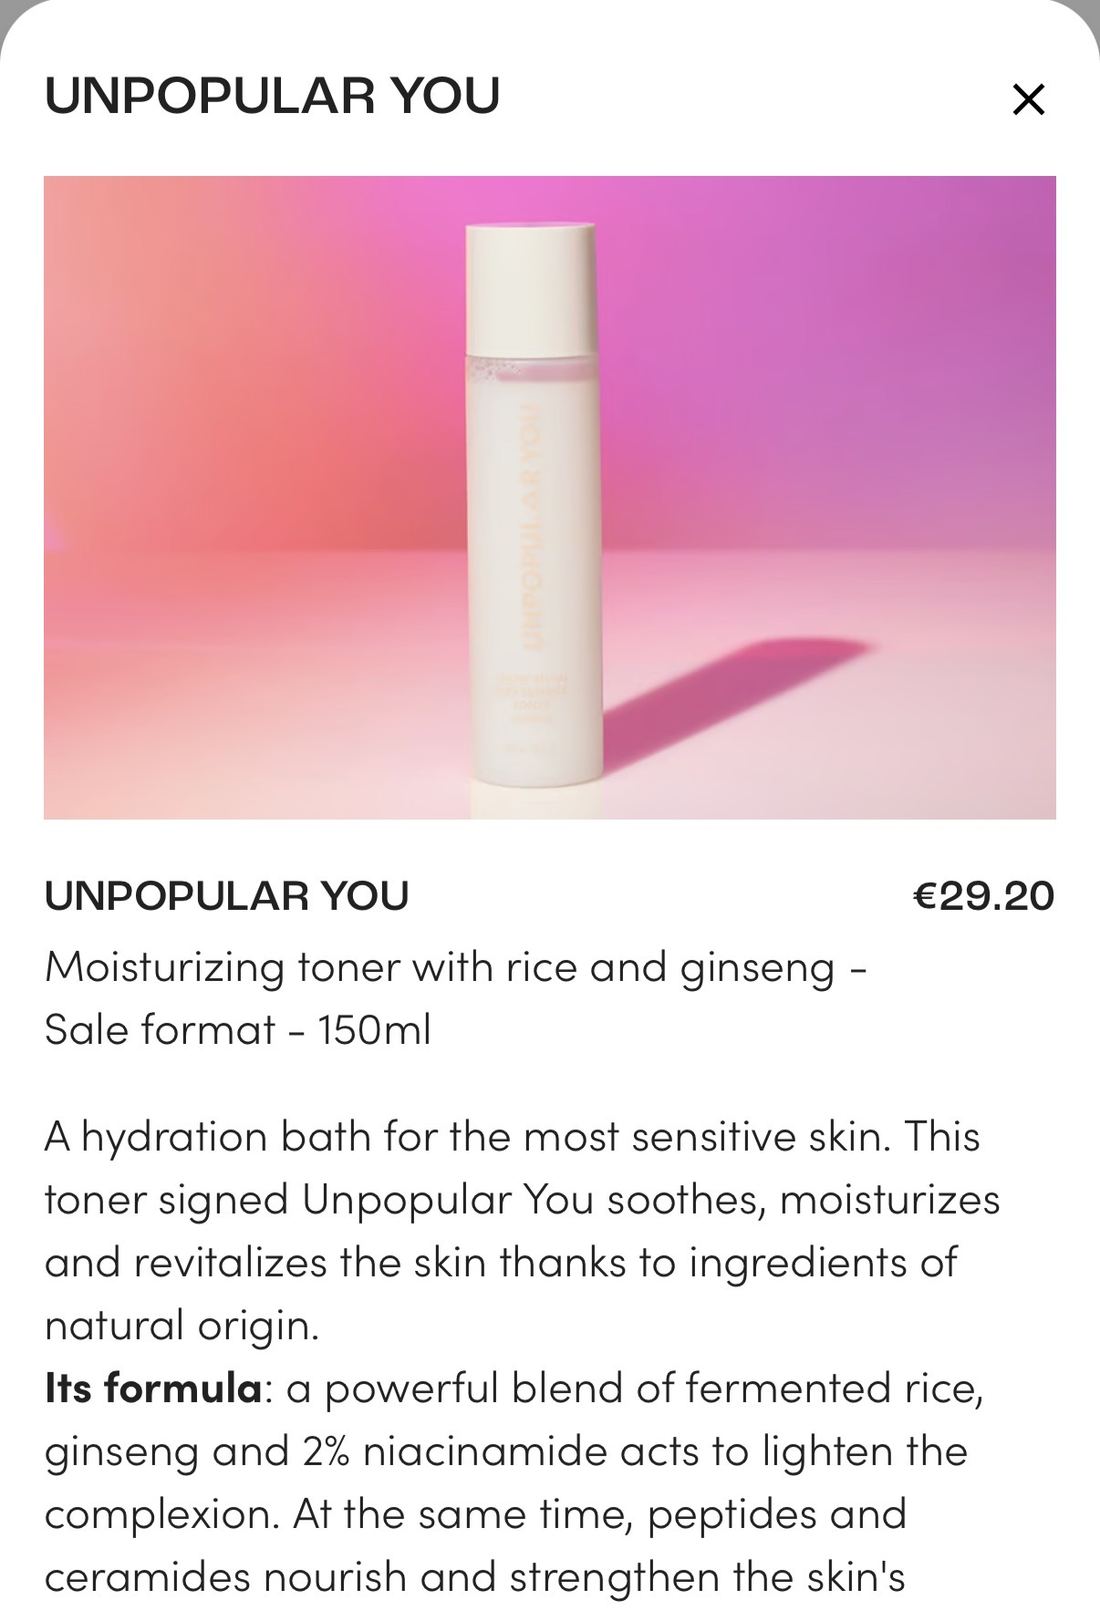 UNPOPULAR YOU
UNPOPULAR YOU
UNPOPULAR YOU
€29.20
Moisturizing toner with rice and ginseng -
Sale format - 150ml
A hydration bath for the most sensitive skin. This
toner signed Unpopular You soothes, moisturizes
and revitalizes the skin thanks to ingredients of
natural origin.
Its formula: a powerful blend of fermented rice,
ginseng and 2% niacinamide acts to lighten the
complexion. At the same time, peptides and
ceramides nourish and strengthen the skin's